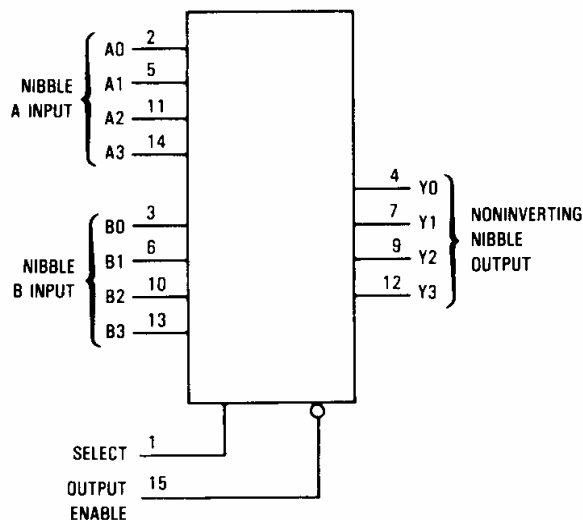 NIBBLE
A INPUT
A0 2
A1 5
A2 11
A3 14
NIBBLE
B INPUT
B0 3
B1 6
B2 10
B3 13
4 Y0
7 Y1
9 Y2
12 Y3
NONINVERTING
NIBBLE
OUTPUT
SELECT 1
OUTPUT 15
ENABLE